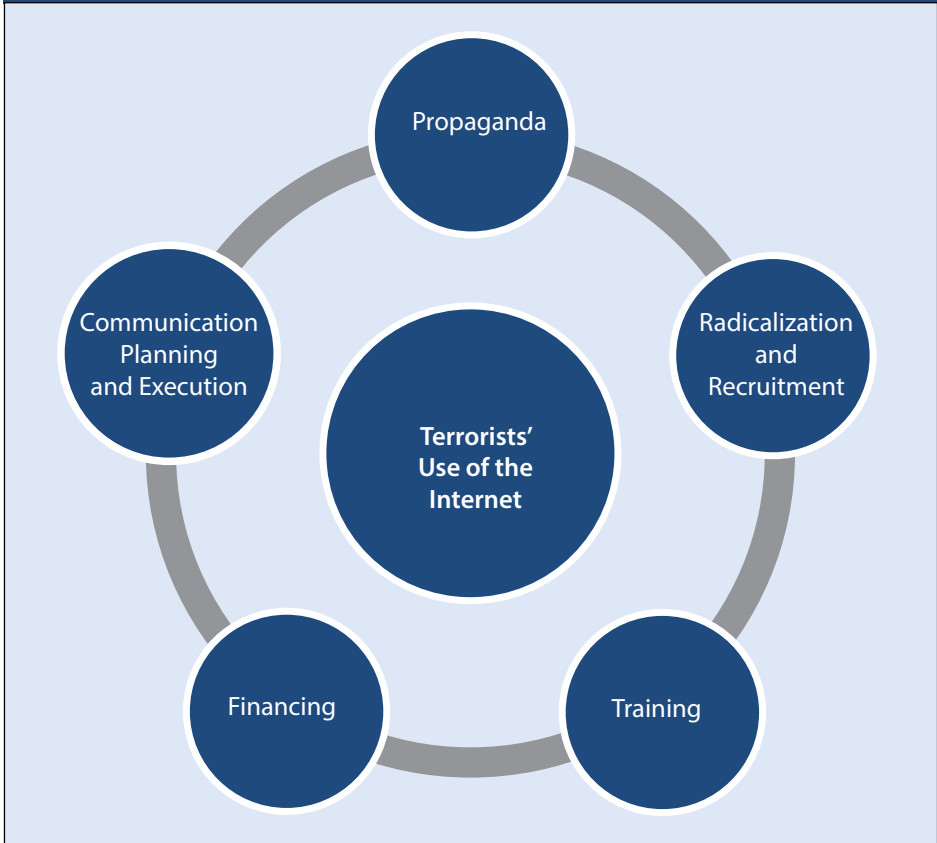 Propaganda
Communication
Planning
and Execution
Radicalization
and
Recruitment
Terrorists’
Use of the
Internet
Financing
Training